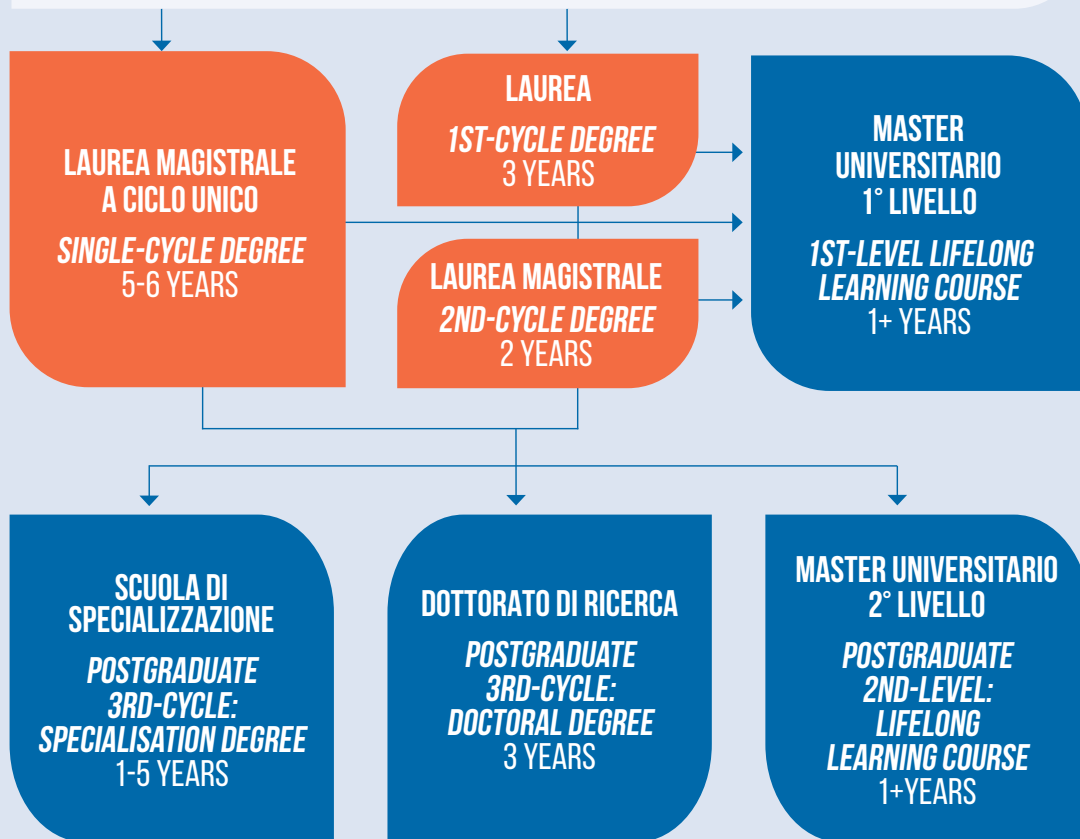 LAUREA MAGISTRALE
A CICLO UNICO
SINGLE-CYCLE DEGREE
5-6 YEARS
LAUREA
1ST-CYCLE DEGREE
3 YEARS
LAUREA MAGISTRALE
2ND-CYCLE DEGREE
2 YEARS
MASTER
UNIVERSITARIO
1° LIVELLO
1ST-LEVEL LIFELONG
LEARNING COURSE
1+ YEARS
SCUOLA DI
SPECIALIZZAZIONE
POSTGRADUATE
3RD-CYCLE:
SPECIALISATION DEGREE
1-5 YEARS
DOTTORATO DI RICERCA
POSTGRADUATE
3RD-CYCLE:
DOCTORAL DEGREE
3 YEARS
MASTER UNIVERSITARIO
2° LIVELLO
POSTGRADUATE
2ND-LEVEL:
LIFELONG
LEARNING COURSE
1+YEARS